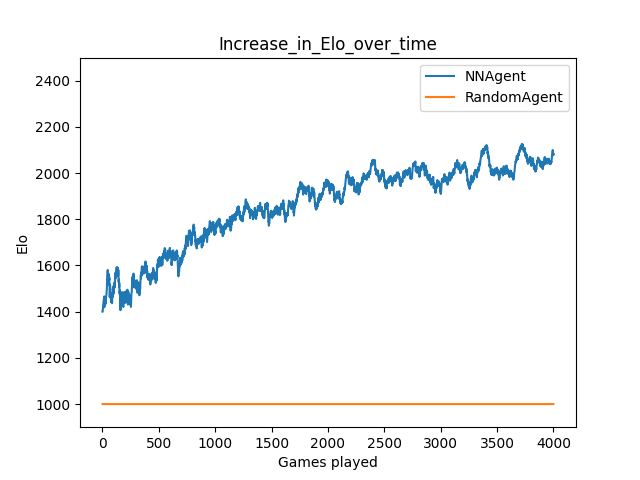 Increase_in_Elo_over_time
NNAgent
RandomAgent
2400
2200
2000
1800
1600
1400
1200
1000
Elo
0 500 1000 1500 2000 2500 3000 3500 4000
Games played